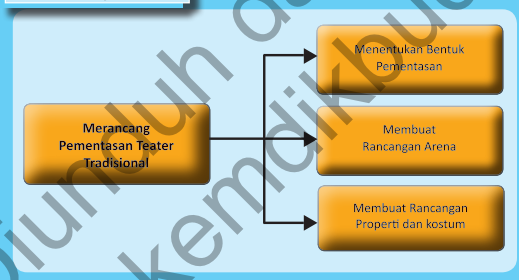 Menentukan Bentuk
Pementasan
Merancang
Pementasan Teater
Tradisional
Membuat
Rancangan Arena
Membuat Rancangan
Properti dan kostum